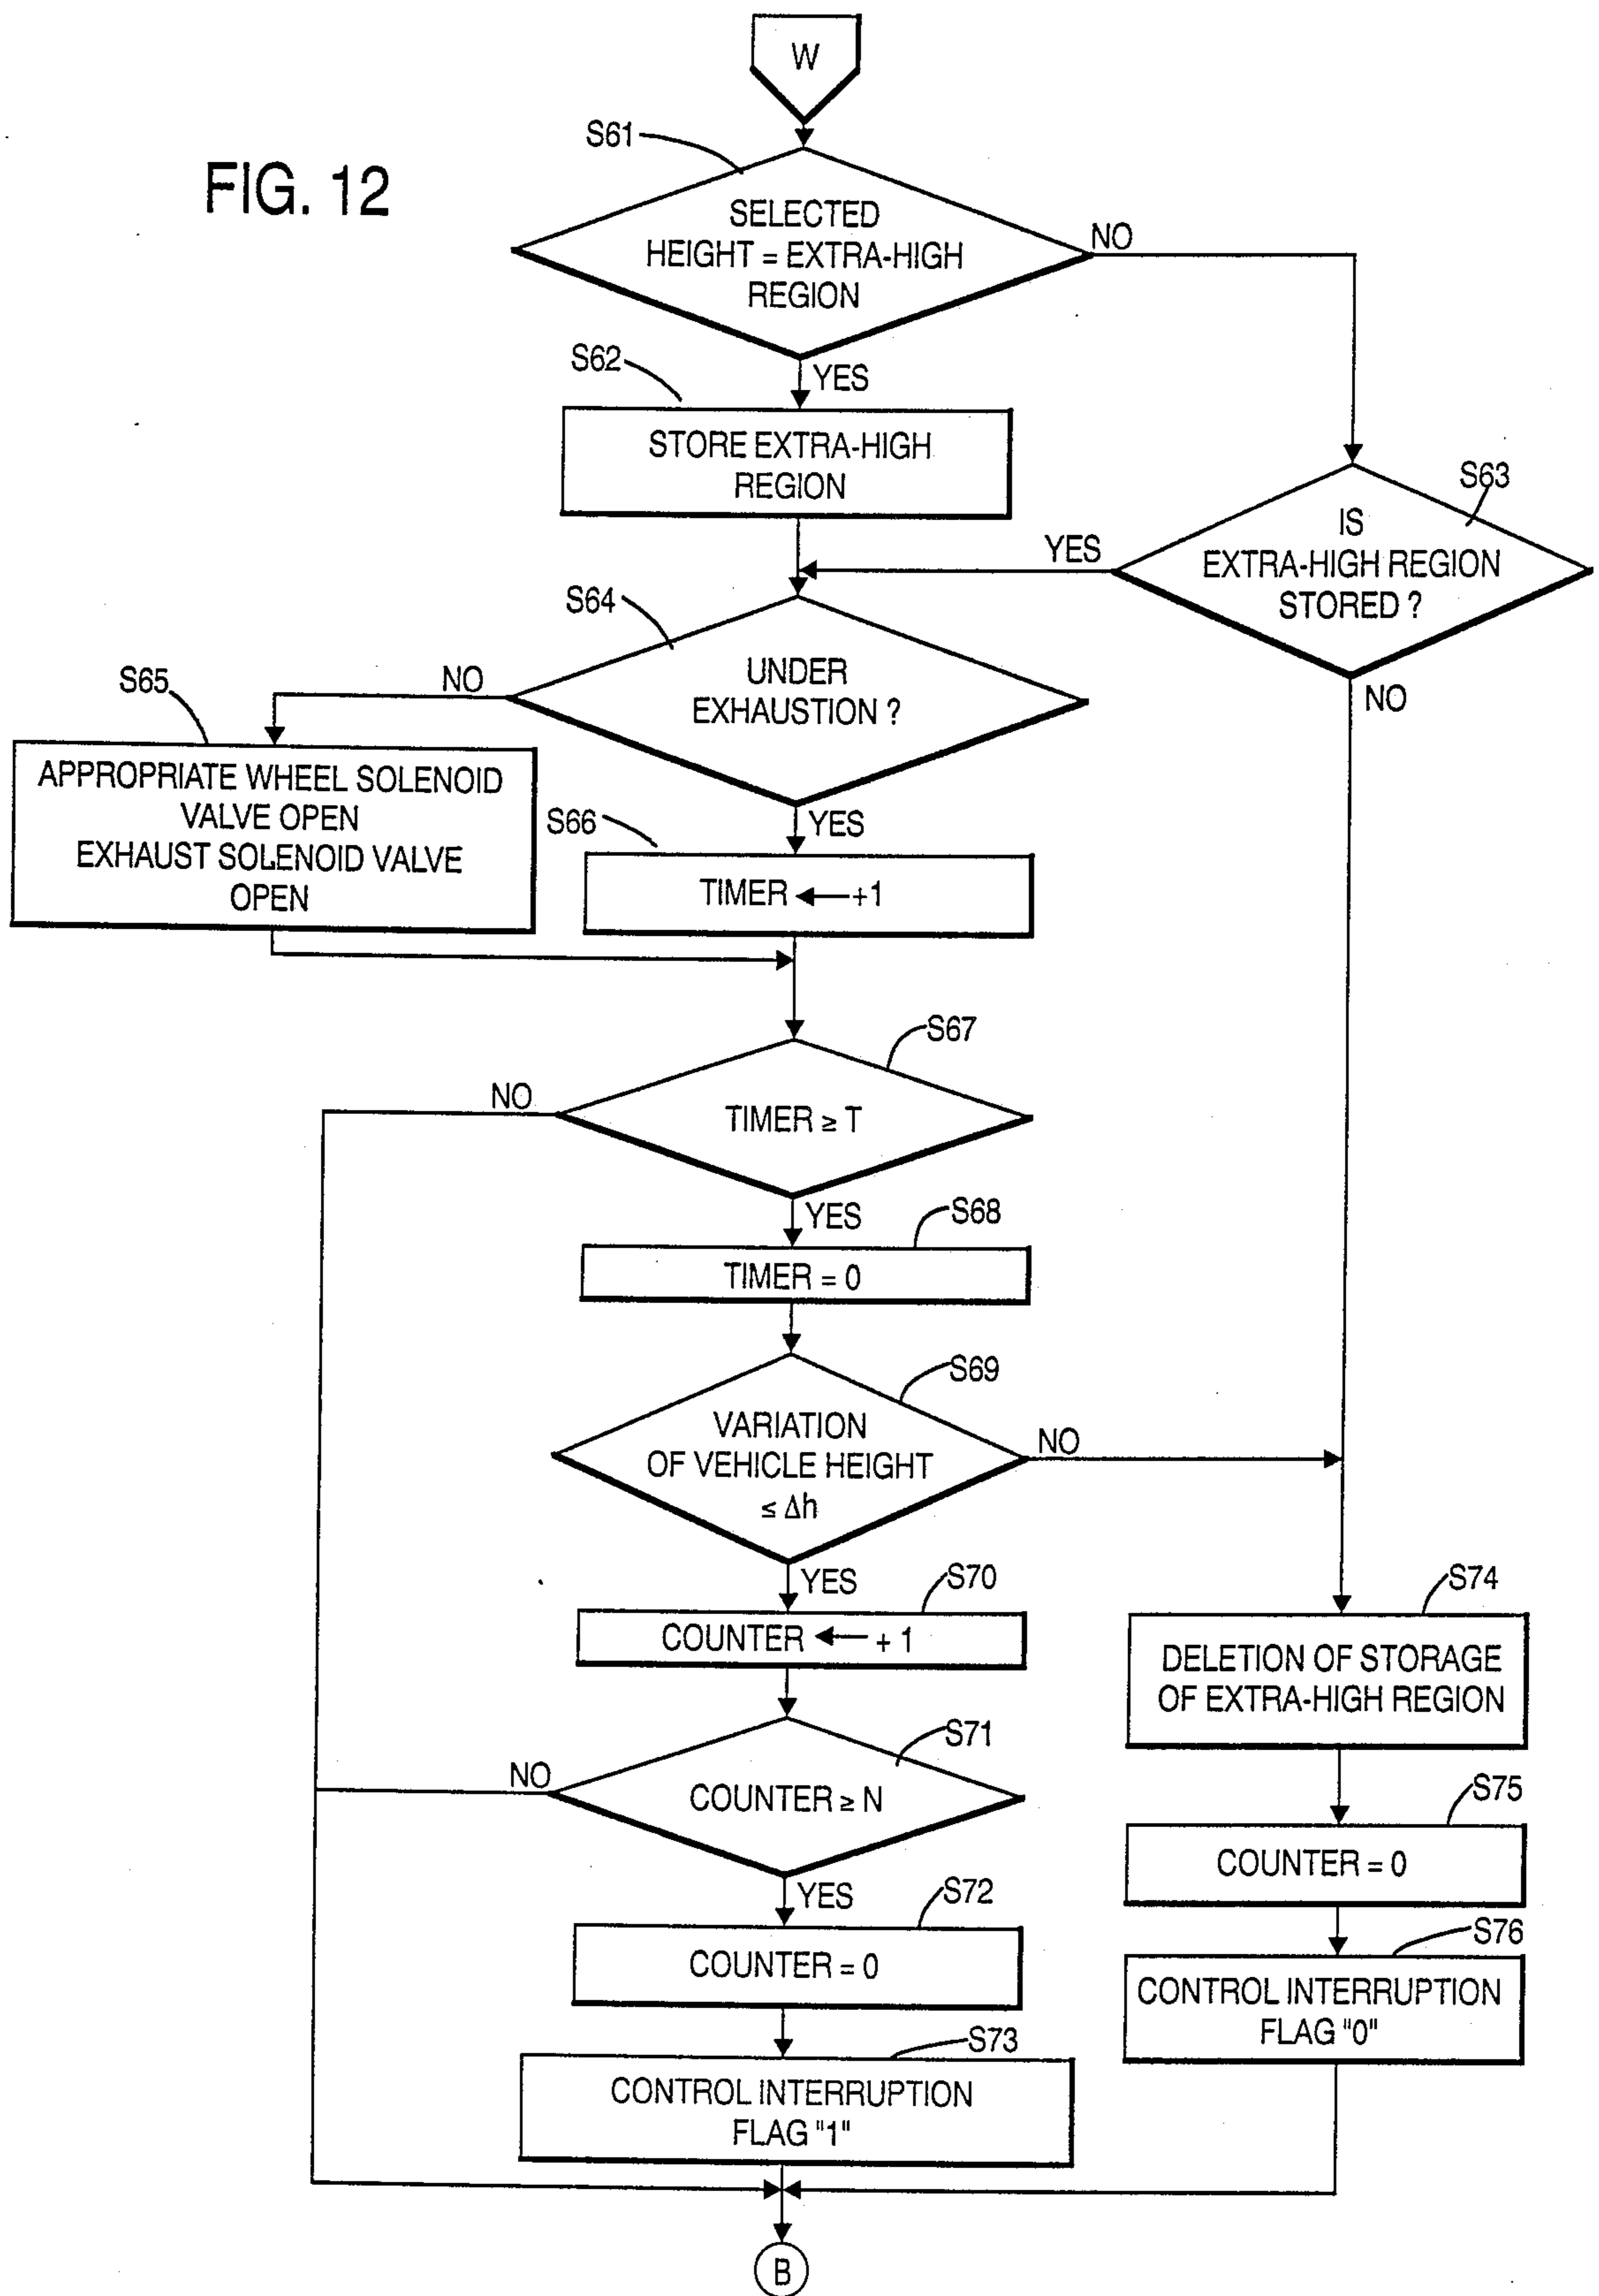 W
FIG. 12
S61
SELECTED
HEIGHT = EXTRA-HIGH
REGION
NO
S62
YES
STORE EXTRA-HIGH
REGION
S63
IS
EXTRA-HIGH REGION
STORED ?
YES
NO
S64
UNDER
EXHAUSTION ?
NO
S65
APPROPRIATE WHEEL SOLENOID
VALVE OPEN
EXHAUST SOLENOID VALVE
OPEN
YES
S66
TIMER ← +1
S67
TIMER ≥ T
NO
YES
S68
TIMER = 0
S69
VARIATION
OF VEHICLE HEIGHT
≤ Δh
NO
YES
S70
COUNTER ← + 1
S71
COUNTER ≥ N
NO
YES
S72
COUNTER = 0
S73
CONTROL INTERRUPTION
FLAG "1"
S74
DELETION OF STORAGE
OF EXTRA-HIGH REGION
S75
COUNTER = 0
S76
CONTROL INTERRUPTION
FLAG "0"
B